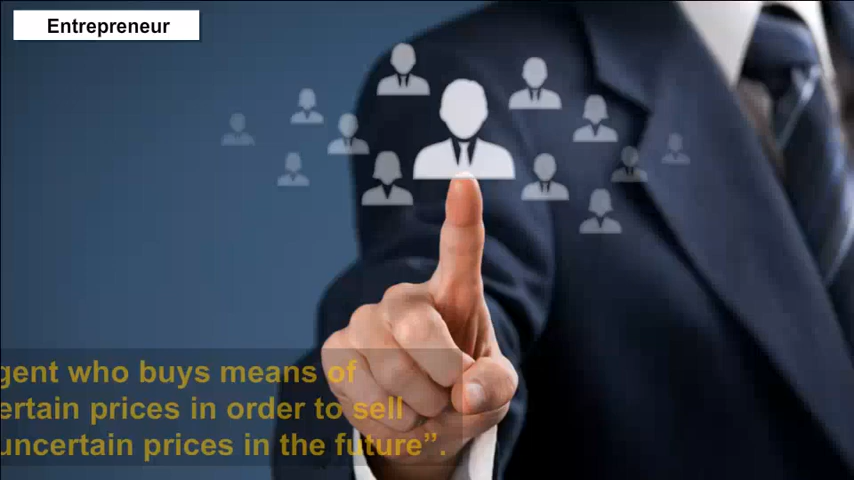 Entrepreneur
gent who buys means of
ertain prices in order to sell
uncertain prices in the future”.